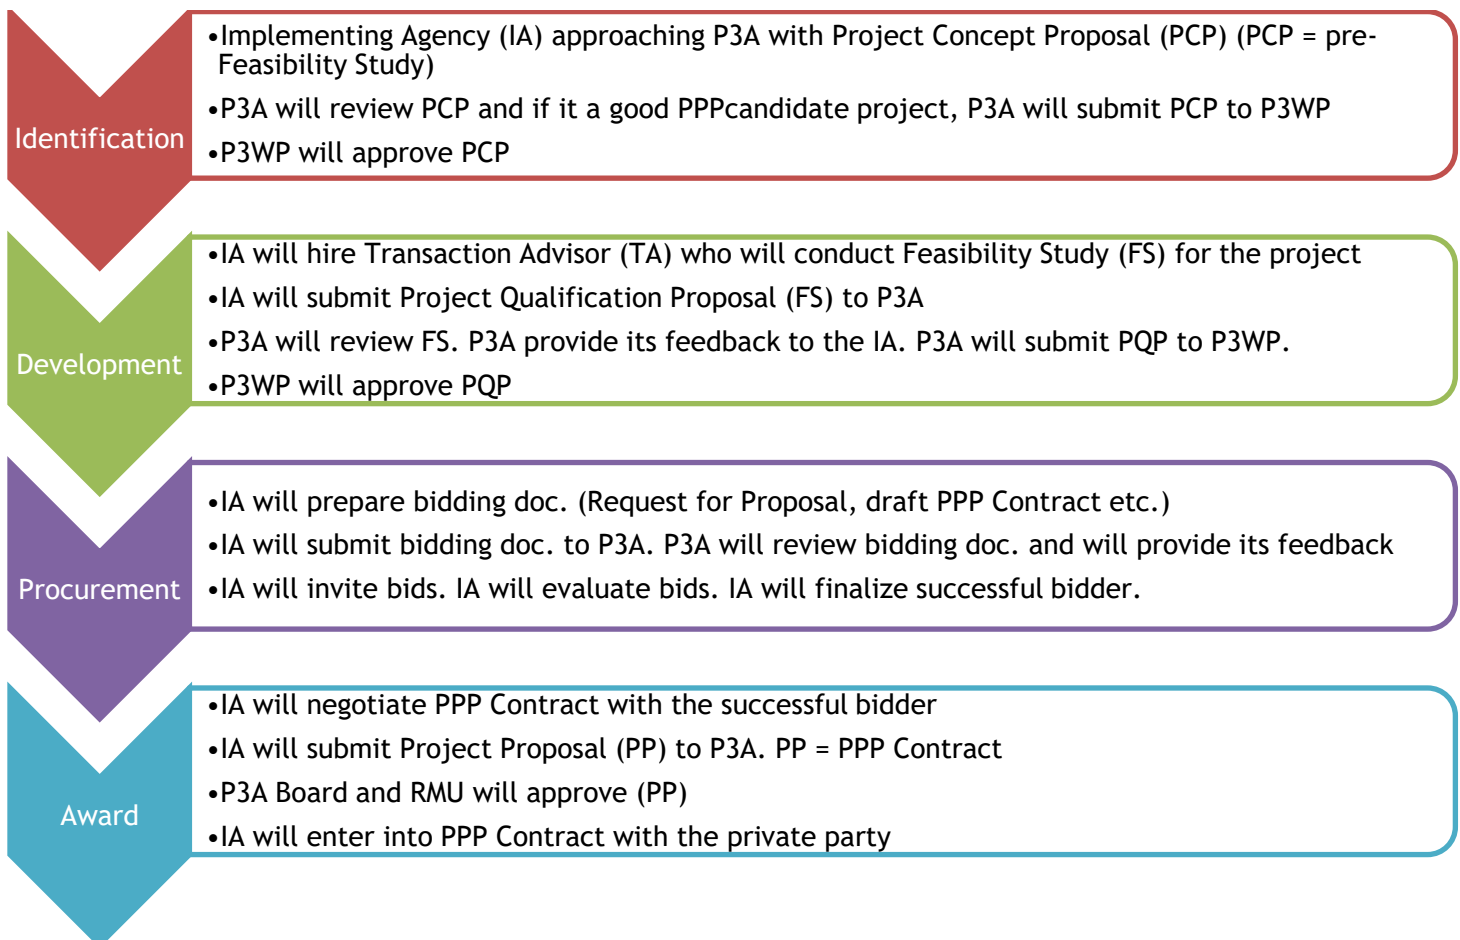 Identification
•Implementing Agency (IA) approaching P3A with Project Concept Proposal (PCP) (PCP = pre-
Feasibility Study)
•P3A will review PCP and if it a good PPPcandidate project, P3A will submit PCP to P3WP
•P3WP will approve PCP
Development
•IA will hire Transaction Advisor (TA) who will conduct Feasibility Study (FS) for the project
•IA will submit Project Qualification Proposal (FS) to P3A
•P3A will review FS. P3A provide its feedback to the IA. P3A will submit PQP to P3WP.
•P3WP will approve PQP
Procurement
•IA will prepare bidding doc. (Request for Proposal, draft PPP Contract etc.)
•IA will submit bidding doc. to P3A. P3A will review bidding doc. and will provide its feedback
•IA will invite bids. IA will evaluate bids. IA will finalize successful bidder.
Award
•IA will negotiate PPP Contract with the successful bidder
•IA will submit Project Proposal (PP) to P3A. PP = PPP Contract
•P3A Board and RMU will approve (PP)
•IA will enter into PPP Contract with the private party